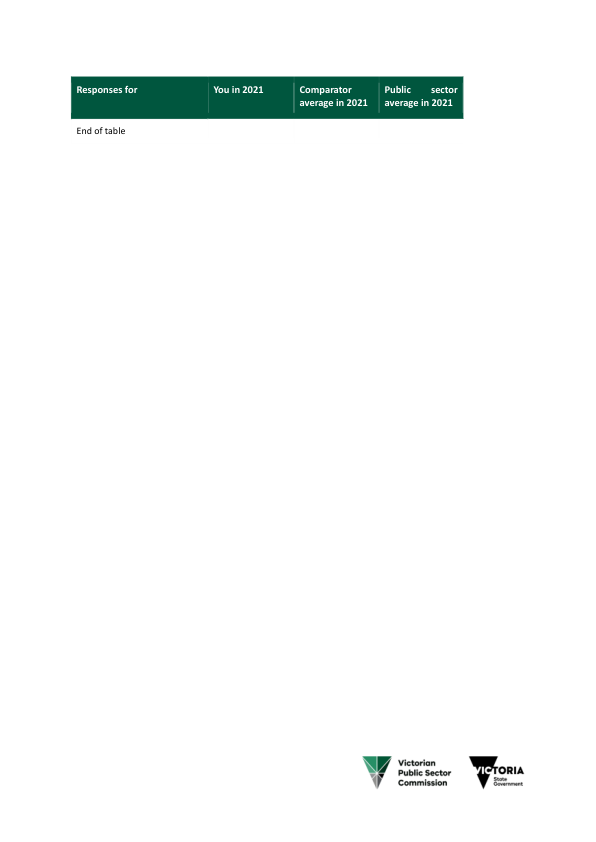 Responses for You in 2021 Comparator average in 2021 Public sector average in 2021
End of table
Victorian
Public Sector
Commission
VICTORIA
State
Government